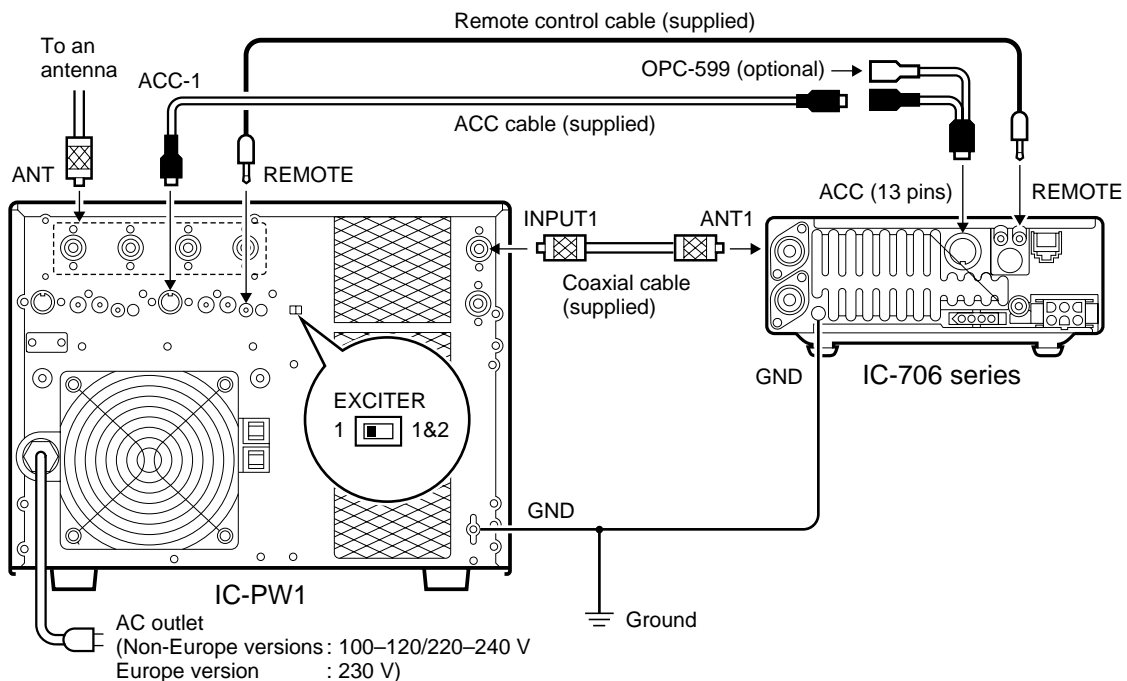 Remote control cable (supplied)
To an
antenna
ACC-1
OPC-599 (optional)
ACC cable (supplied)
ANT
REMOTE
ACC (13 pins)
REMOTE
INPUT1
ANT1
Coaxial cable
(supplied)
GND
IC-706 series
EXCITER
1 1&2
GND
IC-PW1
Ground
AC outlet
(Non-Europe versions : 100–120/220–240 V
Europe version : 230 V)